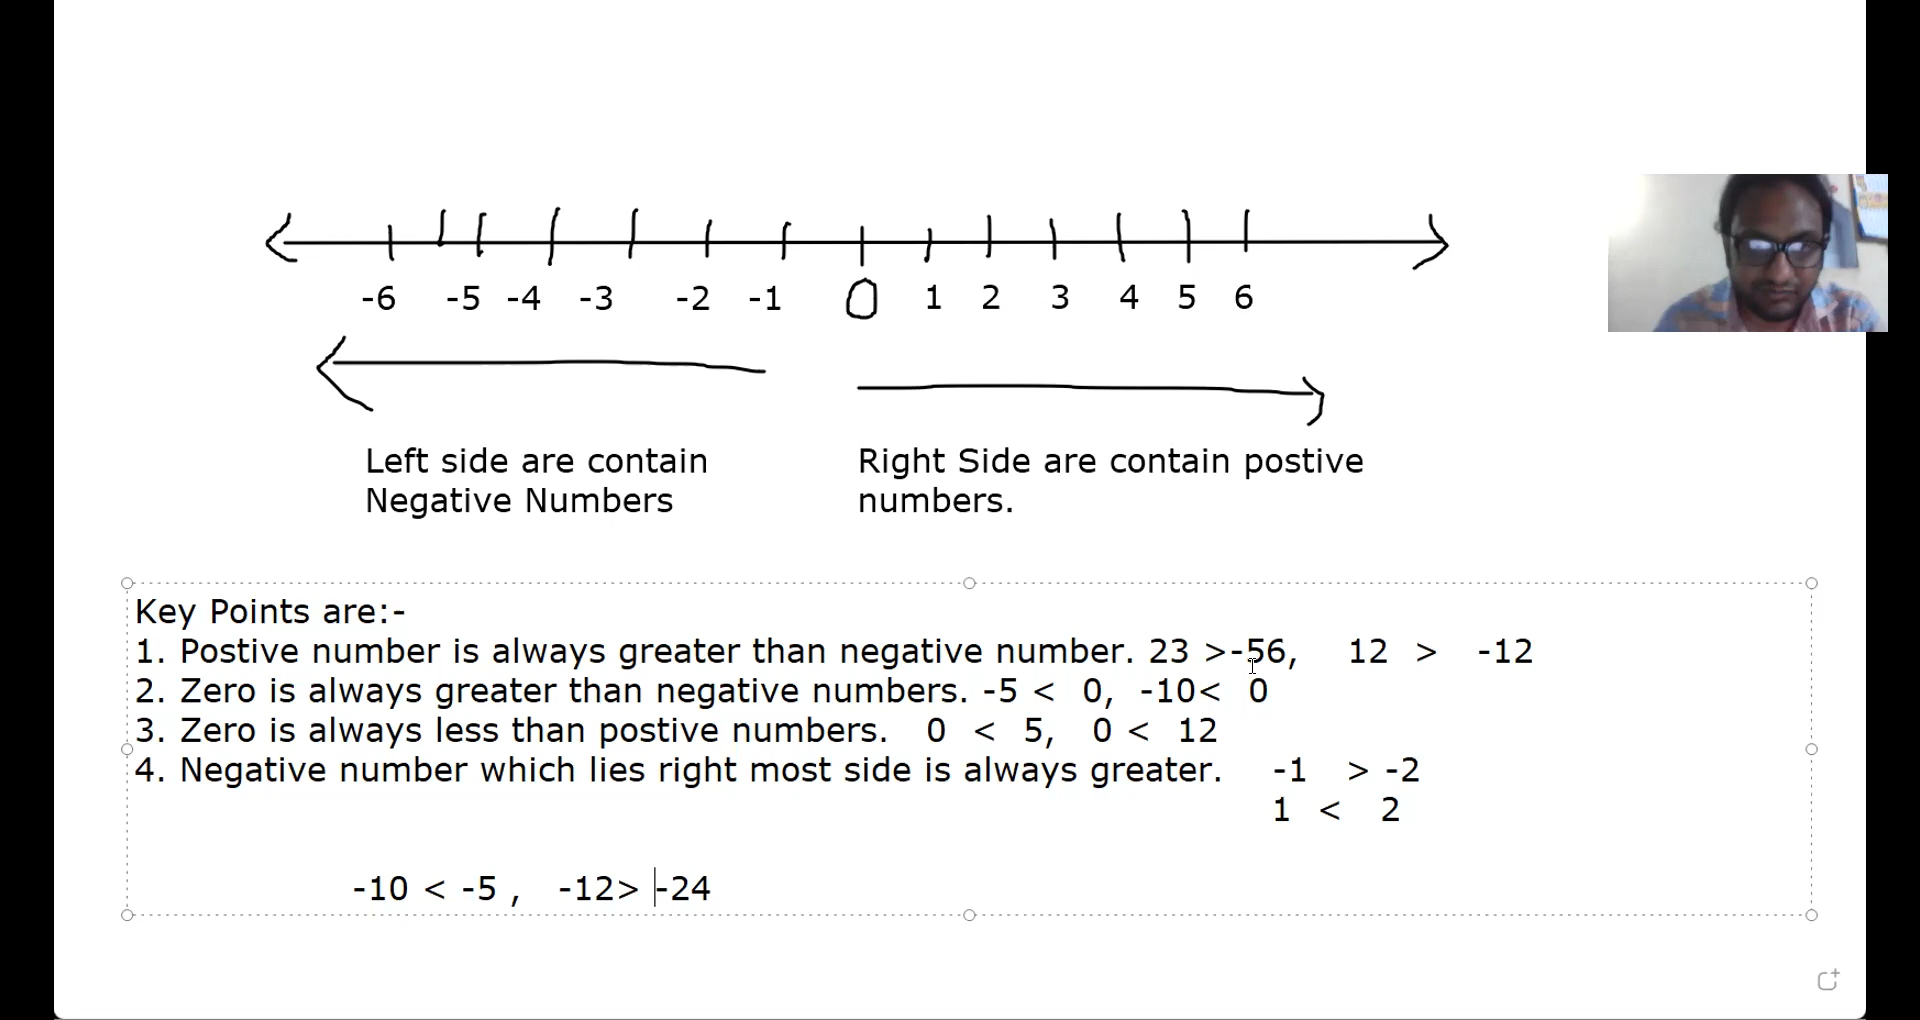 -6 -5 -4 -3 -2 -1 0 1 2 3 4 5 6
Left side are contain
Negative Numbers
Right Side are contain postive
numbers.
Key Points are:-
1. Postive number is always greater than negative number. 23 >-56, 12 > -12
2. Zero is always greater than negative numbers. -5 < 0, -10< 0
3. Zero is always less than postive numbers. 0 < 5, 0 < 12
4. Negative number which lies right most side is always greater. -1 > -2
1 < 2
-10 < -5 , -12> -24